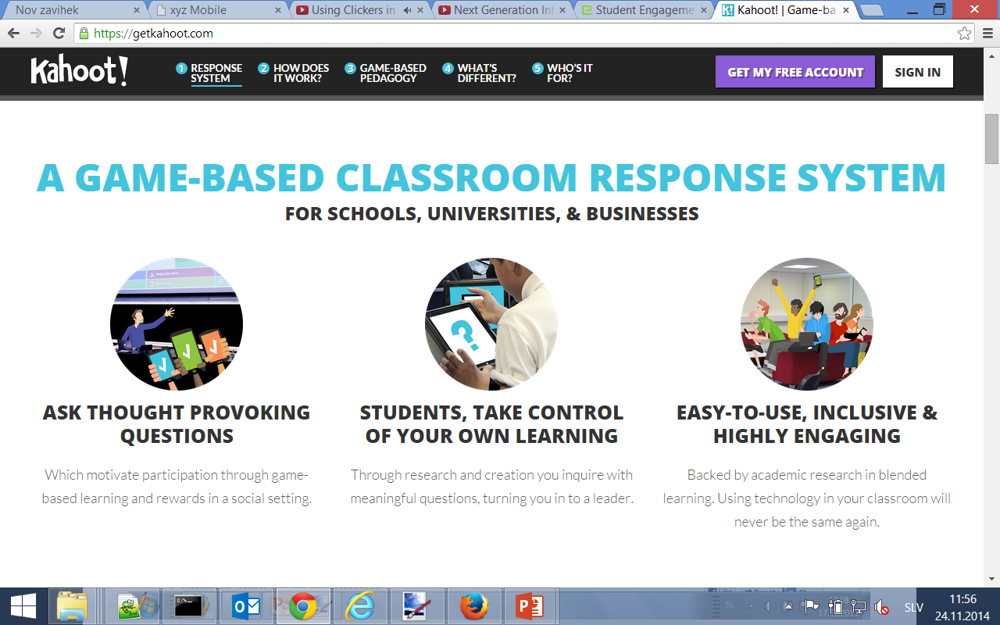 Nov zavihek
xyz Mobile
Using Clickers in
Next Generation Int
Student Engageme
Kahoot! | Game-ba
https://getkahoot.com
Kahoot!
1 RESPONSE
SYSTEM
2 HOW DOES
IT WORK?
3 GAME-BASED
PEDAGOGY
4 WHAT'S
DIFFERENT?
5 WHO'S IT
FOR?
GET MY FREE ACCOUNT
SIGN IN
A GAME-BASED CLASSROOM RESPONSE SYSTEM
FOR SCHOOLS, UNIVERSITIES, & BUSINESSES
ASK THOUGHT PROVOKING
QUESTIONS
Which motivate participation through game-
based learning and rewards in a social setting.
STUDENTS, TAKE CONTROL
OF YOUR OWN LEARNING
Through research and creation you inquire with
meaningful questions, turning you in to a leader.
EASY-TO-USE, INCLUSIVE &
HIGHLY ENGAGING
Backed by academic research in blended
learning. Using technology in your classroom will
never be the same again.
SLV
11:56
24.11.2014